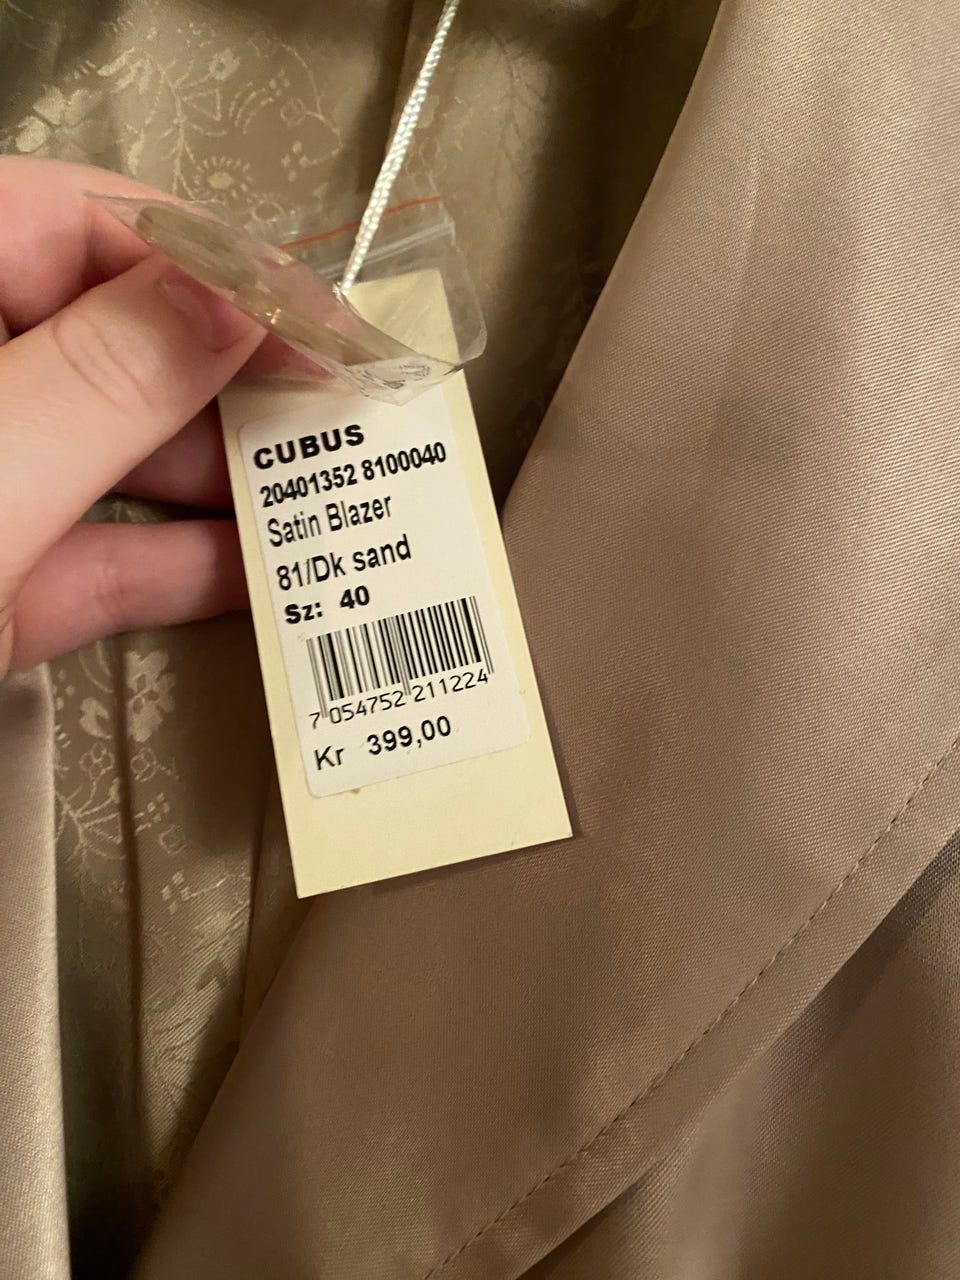 CUBUS
20401352 8100040
Satin Blazer
81/Dk sand
Sz: 40
7 054752 211224
Kr 399,00